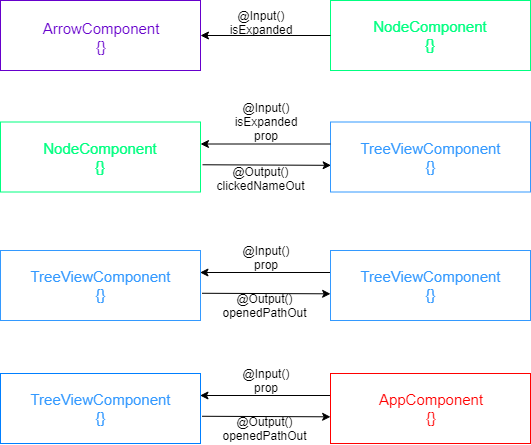 ArrowComponent
{}
@Input()
isExpanded
NodeComponent
{}
NodeComponent
{}
@Input()
isExpanded
prop
@Output()
clickedNameOut
TreeViewComponent
{}
TreeViewComponent
{}
@Input()
prop
@Output()
openedPathOut
TreeViewComponent
{}
TreeViewComponent
{}
@Input()
prop
@Output()
openedPathOut
AppComponent
{}